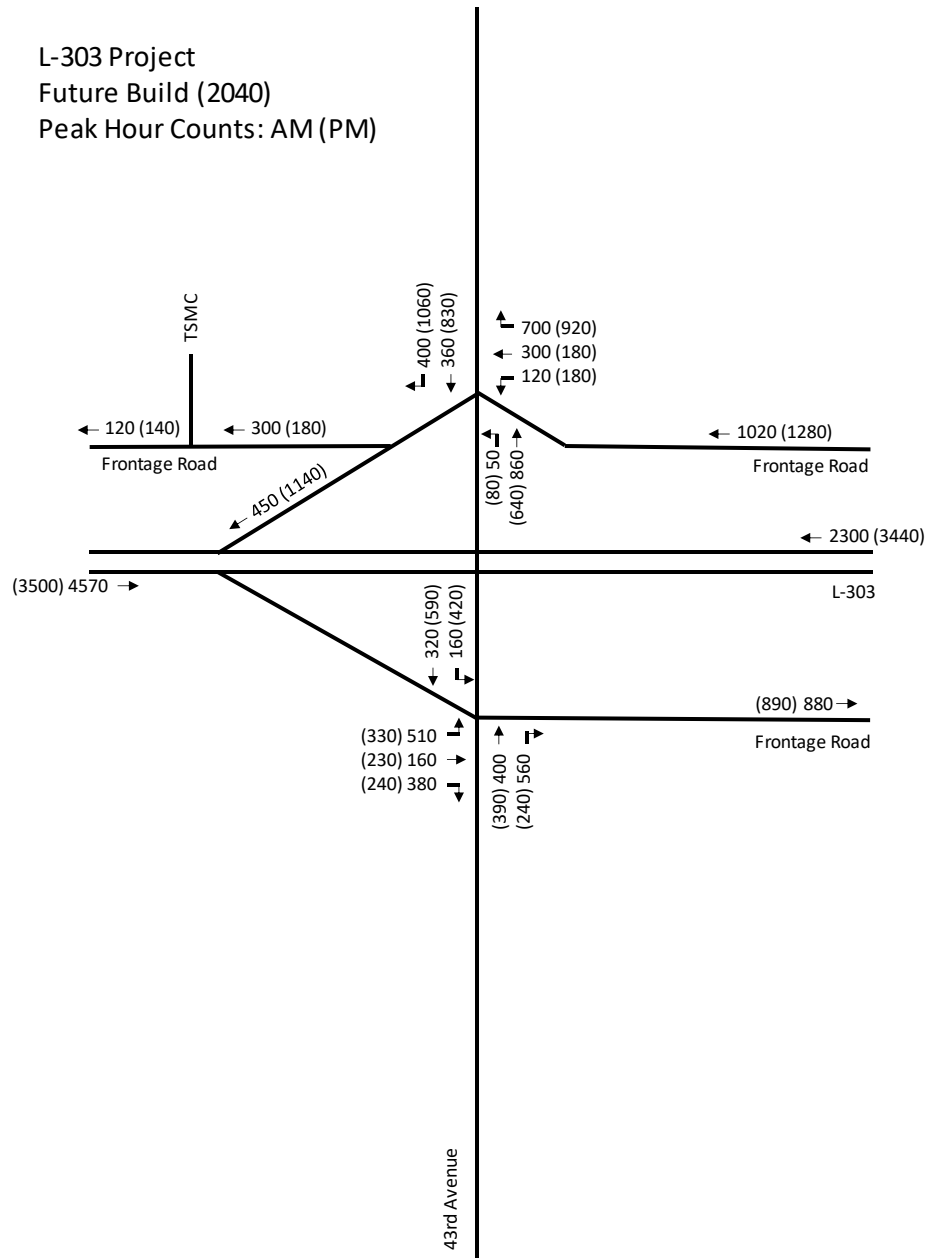 L-303 Project
Future Build (2040)
Peak Hour Counts: AM (PM)
TSMC
400 (1060)
360 (830)
700 (920)
300 (180)
120 (180)
120 (140)
300 (180)
Frontage Road
450 (1140)
(80) 50
(640) 860
1020 (1280)
Frontage Road
2300 (3440)
(3500) 4570
L-303
320 (590)
160 (420)
(330) 510
(230) 160
(240) 380
(390) 400
(240) 560
(890) 880
Frontage Road
43rd Avenue